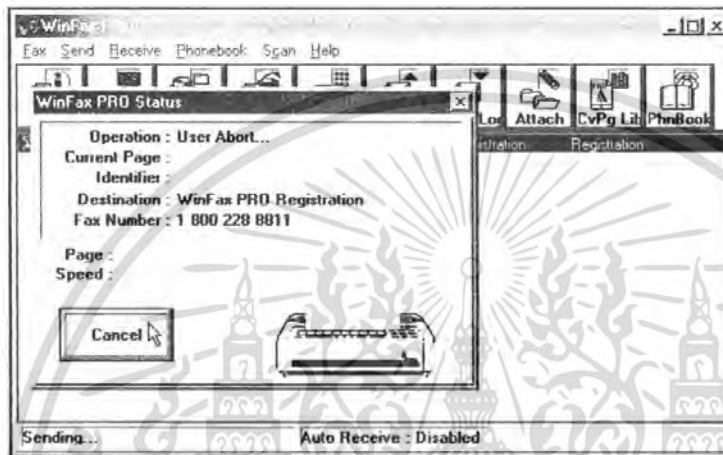 WinFax
Fax Send Receive Phonebook Scan Help
Attach CvPg Lib PhnBook
WinFax PRO Status
Registration
Operation : User Abort...
Current Page :
Identifier :
Destination : WinFax PRO Registration
Fax Number : 1 800 228 8811
Page :
Speed :
Cancel
Sending... Auto Receive : Disabled